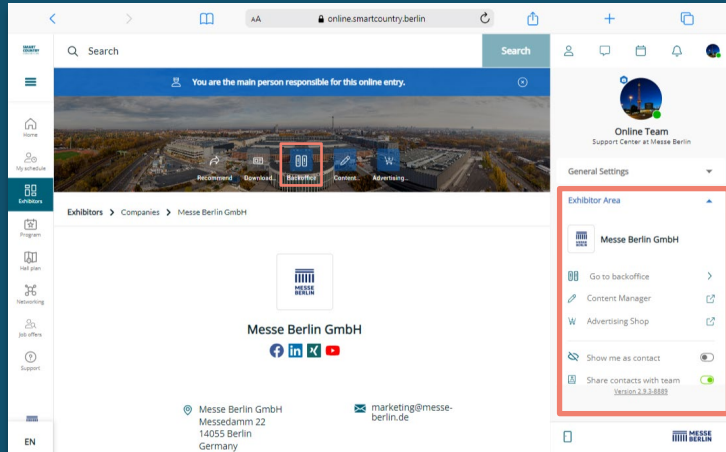 AA online.smartcountry.berlin
SMART
COUNTRY
Search
Search
You are the main person responsible for this online entry.
Home
My schedule
Exhibitors
Program
Hall plan
Networking
Job offers
Support
EN
Recommend
Download...
Backoffice
Content...
Advertising...
Exhibitors > Companies > Messe Berlin GmbH
MESSE
BERLIN
Messe Berlin GmbH
Messe Berlin GmbH
Messedamm 22
14055 Berlin
Germany
marketing@messe-
berlin.de
Online Team
Support Center at Messe Berlin
General Settings
Exhibitor Area
MESSE
BERLIN
Messe Berlin GmbH
Go to backoffice
Content Manager
Advertising Shop
Show me as contact
Share contacts with team
Version 2.9.3-8889
MESSE
BERLIN